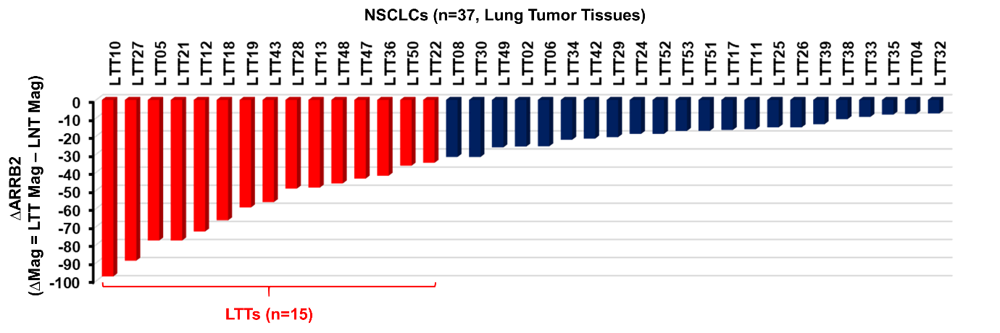 NSCLCs (n=37, Lung Tumor Tissues)
LTT10
LTT27
LTT05
LTT21
LTT12
LTT18
LTT19
LTT43
LTT28
LTT13
LTT48
LTT47
LTT36
LTT50
LTT22
LTT08
LTT30
LTT49
LTT02
LTT06
LTT34
LTT42
LTT29
LTT24
LTT52
LTT53
LTT51
LTT17
LTT11
LTT25
LTT26
LTT39
LTT38
LTT33
LTT35
LTT04
LTT32
ΔARRB2
(ΔMag = LTT Mag – LNT Mag)
0
-10
-20
-30
-40
-50
-60
-70
-80
-90
-100
LTTs (n=15)